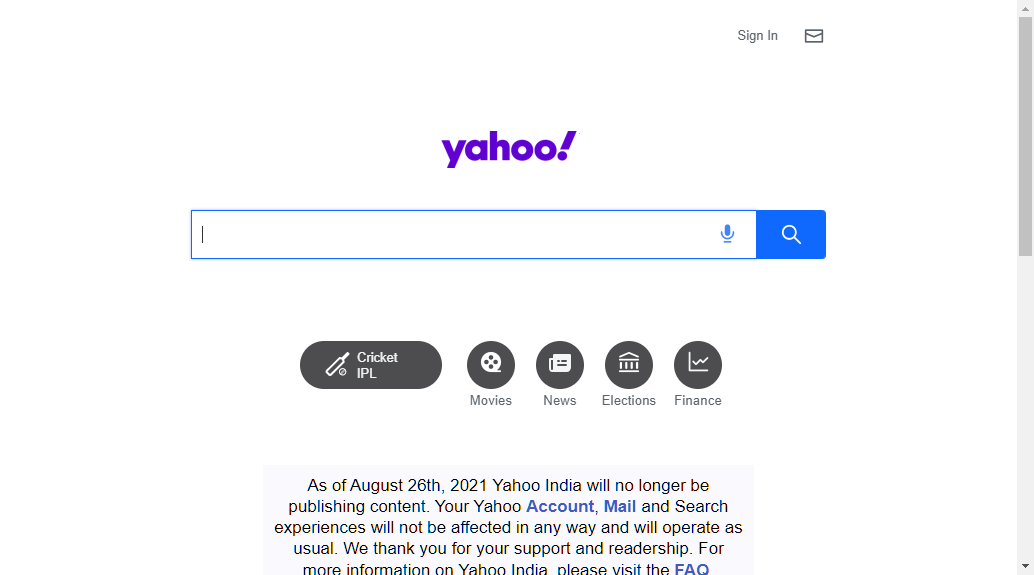 Sign In
yahoo!
Cricket
IPL
Movies
News
Elections
Finance
As of August 26th, 2021 Yahoo India will no longer be
publishing content. Your Yahoo Account, Mail and Search
experiences will not be affected in any way and will operate as
usual. We thank you for your support and readership. For
more information on Yahoo India, please visit the FAQ